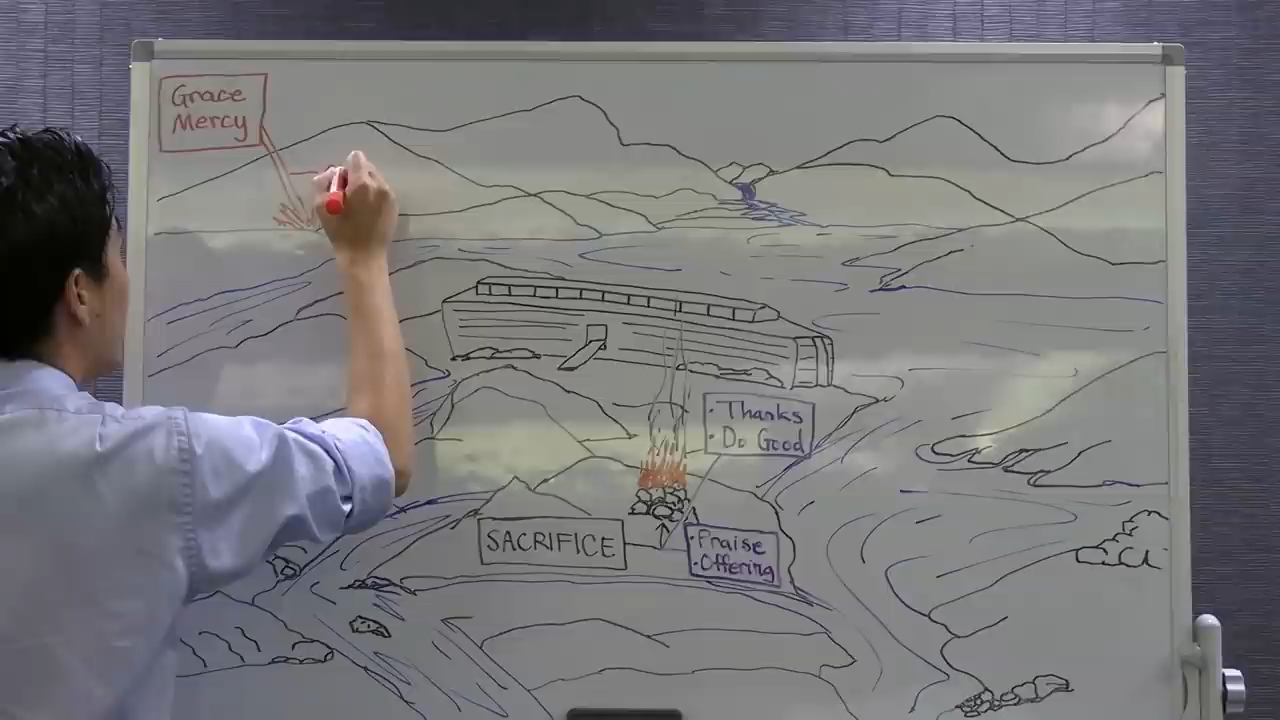 Grace
Mercy
• Thanks
• Do Good
SACRIFICE
• Praise
• Offering